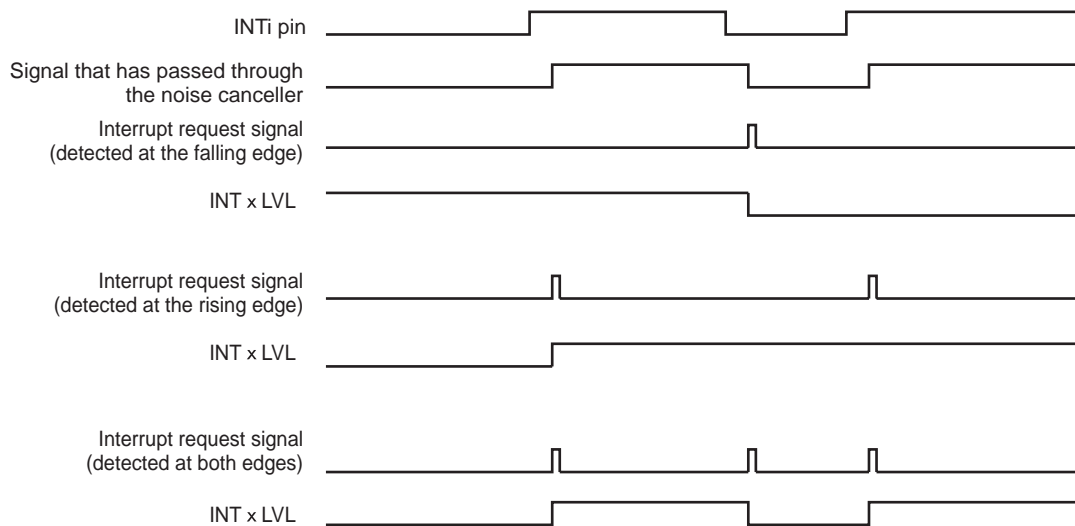 INTi pin
Signal that has passed through
the noise canceller
Interrupt request signal
(detected at the falling edge)
INT x LVL
Interrupt request signal
(detected at the rising edge)
INT x LVL
Interrupt request signal
(detected at both edges)
INT x LVL